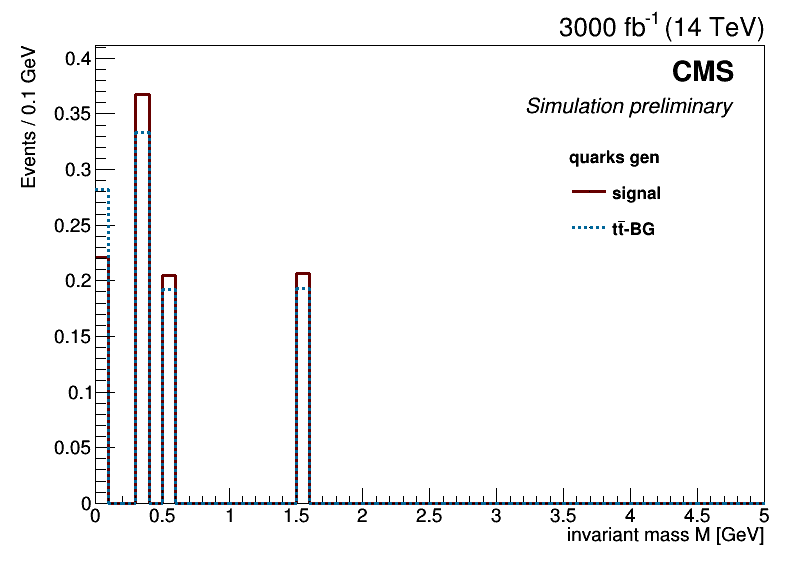 3000 fb⁻¹ (14 TeV)
Events / 0.1 GeV
CMS
Simulation preliminary
quarks gen
signal
tt̄-BG
0.4
0.35
0.3
0.25
0.2
0.15
0.1
0.05
0
0 0.5 1 1.5 2 2.5 3 3.5 4 4.5 5
invariant mass M [GeV]